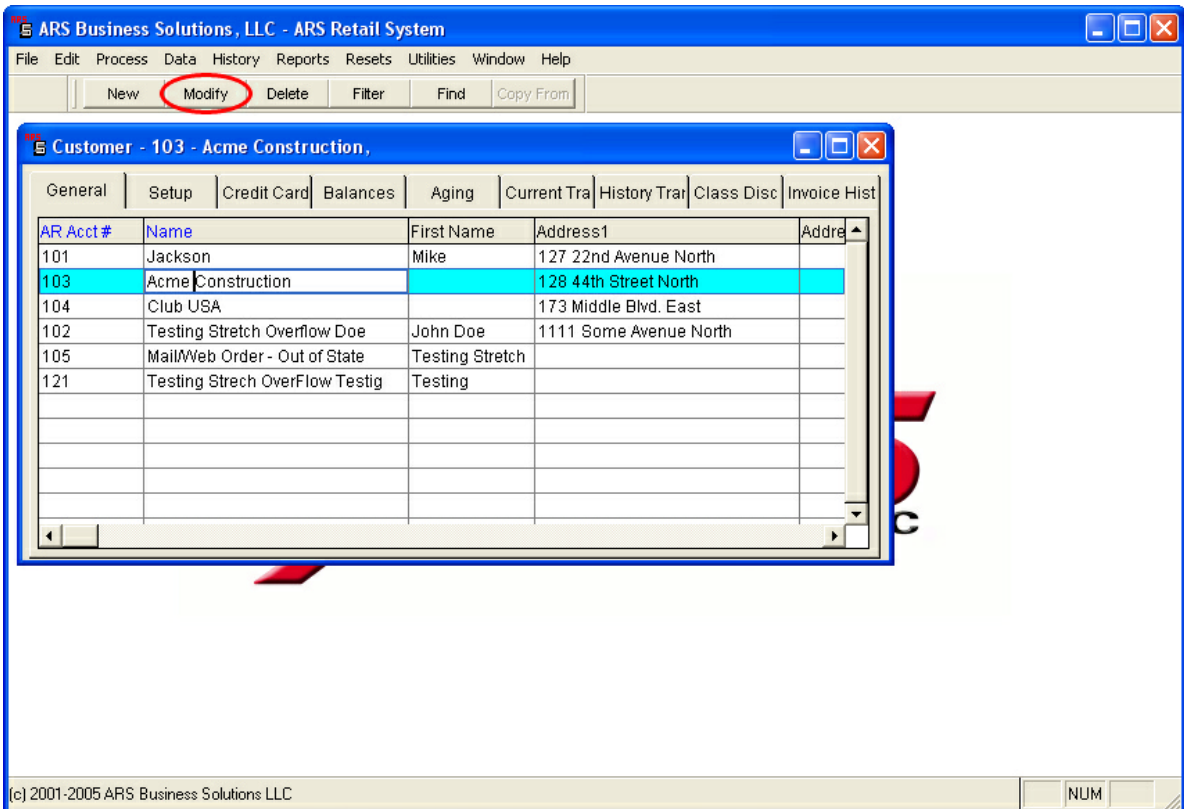 ARS Business Solutions, LLC - ARS Retail System
File Edit Process Data History Reports Resets Utilities Window Help
New Modify Delete Filter Find Copy From
Customer - 103 - Acme Construction,
General Setup Credit Card Balances Aging Current Tra History Tran Class Disc Invoice Hist
AR Acct # Name First Name Address1 Addre
101 Jackson Mike 127 22nd Avenue North
103 Acme Construction 128 44th Street North
104 Club USA 173 Middle Blvd. East
102 Testing Stretch Overflow Doe John Doe 1111 Some Avenue North
105 Mail/Web Order - Out of State Testing Stretch
121 Testing Strech OverFlow Testig Testing
C
(c) 2001-2005 ARS Business Solutions LLC NUM